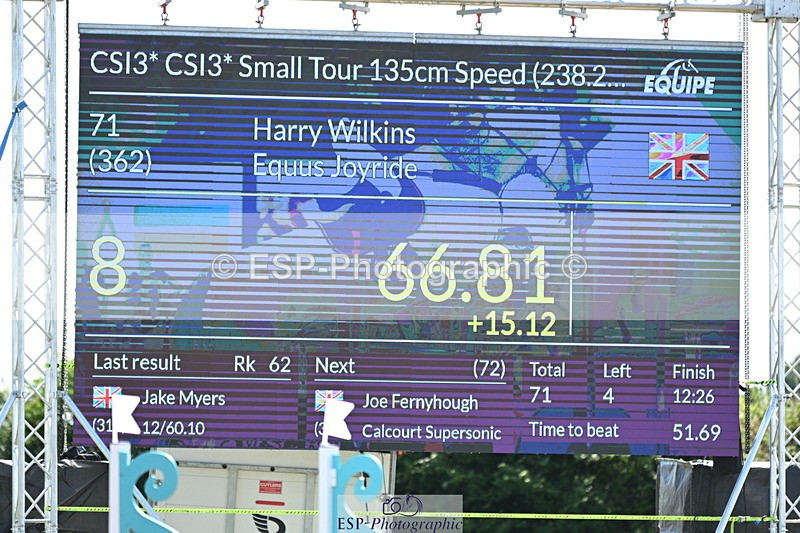 CSI3* CSI3* Small Tour 135cm Speed (238.2...
EQUIPE
71 Harry Wilkins
(362) Equus Joyride
8 66.81
+15.12
© ESP-Photographic ©
Last result Rk 62 Next (72) Total Left Finish
Jake Myers Joe Fernyhough 71 4 12:26
12/60.10 Calcourt Supersonic Time to beat 51.69
ESP-Photographic